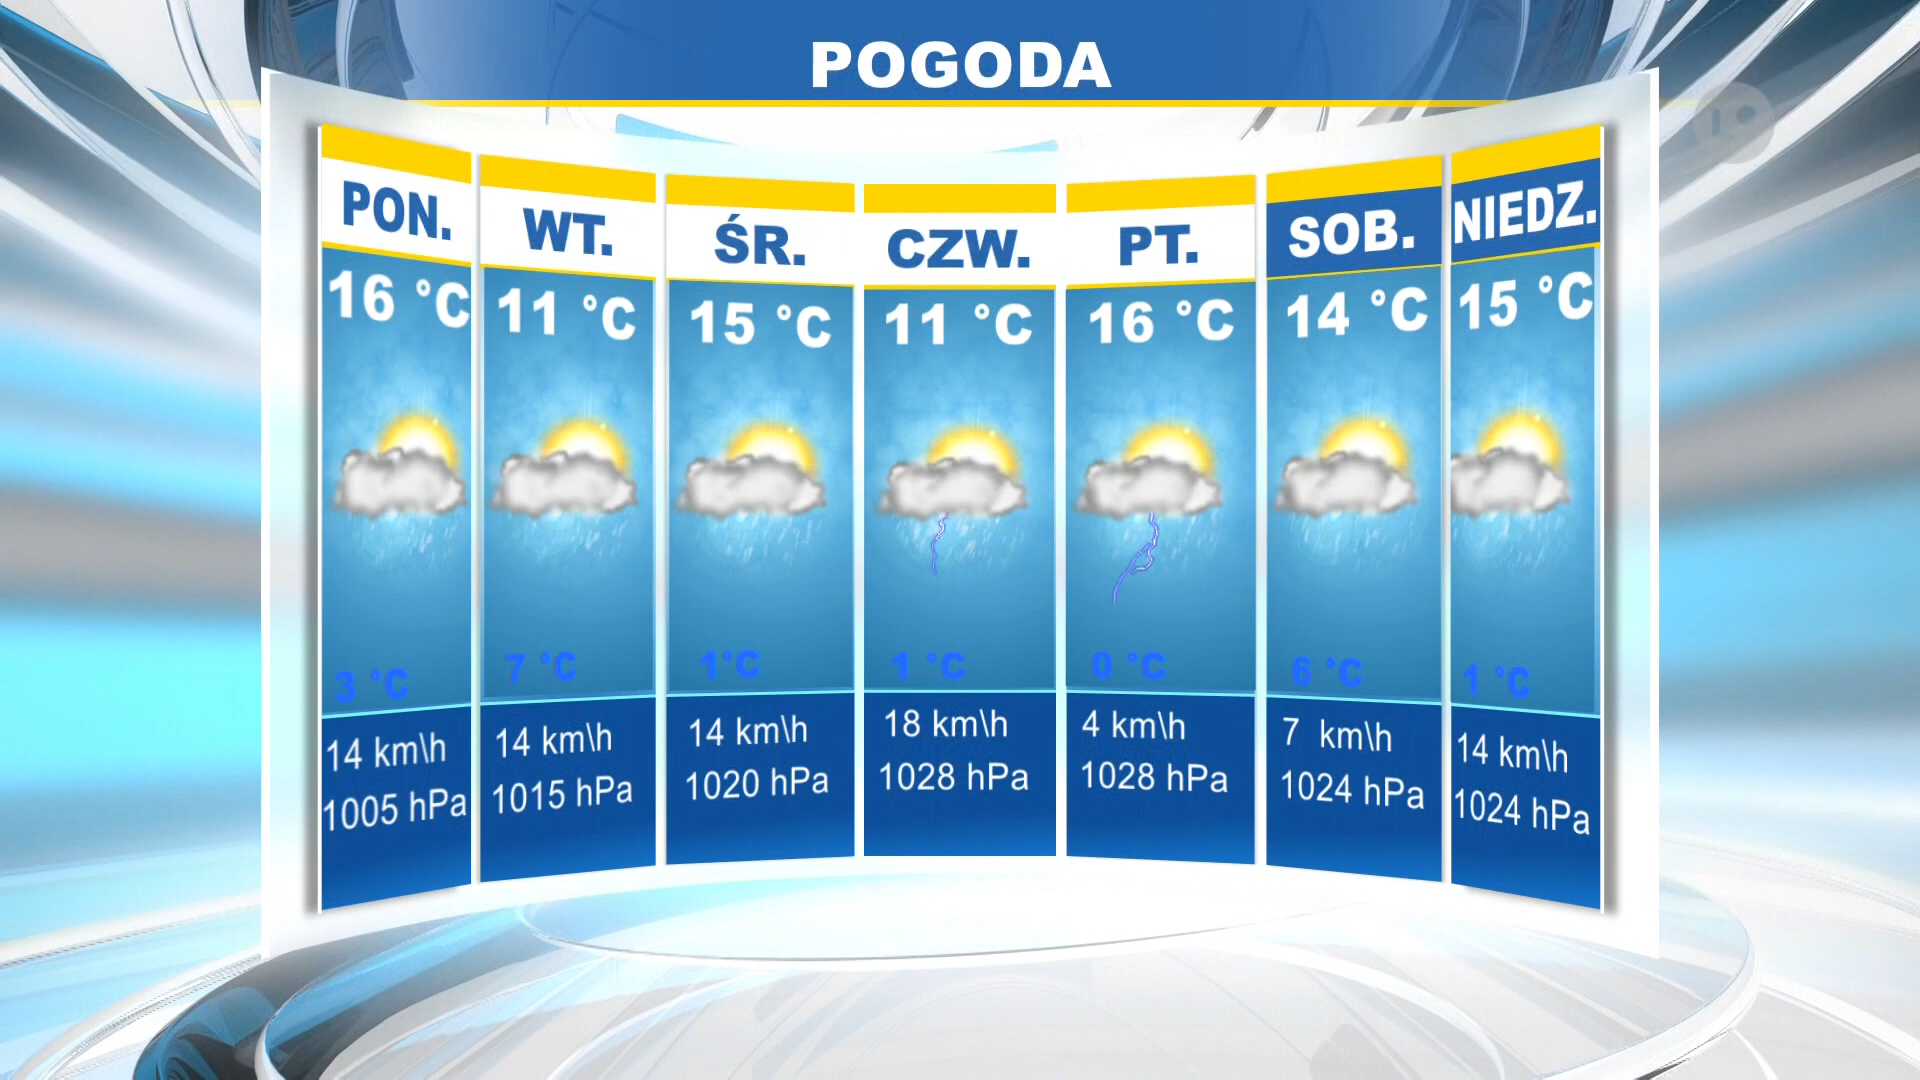 POGODA
PON.
16 °C
3 °C
14 km\h
1005 hPa
WT.
11 °C
7 °C
14 km\h
1015 hPa
ŚR.
15 °C
1°C
14 km\h
1020 hPa
CZW.
11 °C
1 °C
18 km\h
1028 hPa
PT.
16 °C
0 °C
4 km\h
1028 hPa
SOB.
14 °C
6 °C
7 km\h
1024 hPa
NIEDZ.
15 °C
1 °C
14 km\h
1024 hPa